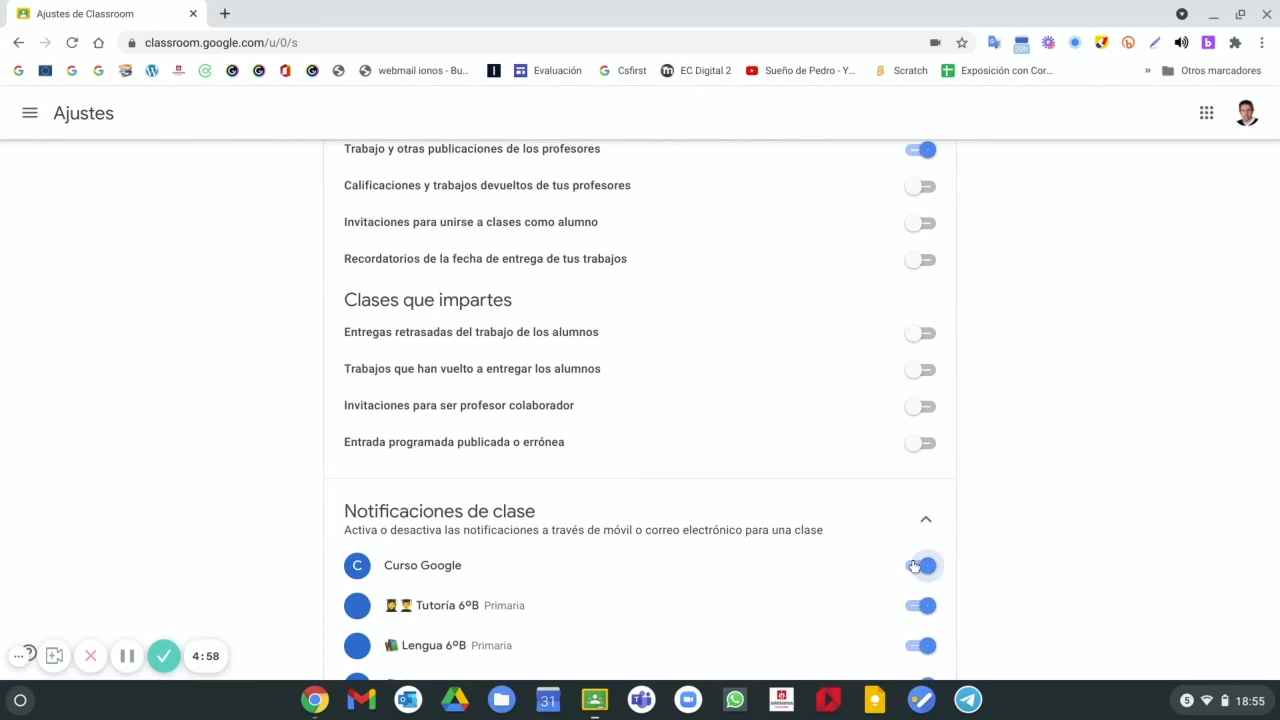 Ajustes de Classroom
classroom.google.com/u/0/s
webmail ionos - Bu...
Evaluación
Csfirst
EC Digital 2
Sueño de Pedro - Y...
Scratch
Exposición con Cor...
»
Otros marcadores
Ajustes
Trabajo y otras publicaciones de los profesores
Calificaciones y trabajos devueltos de tus profesores
Invitaciones para unirse a clases como alumno
Recordatorios de la fecha de entrega de tus trabajos
Clases que impartes
Entregas retrasadas del trabajo de los alumnos
Trabajos que han vuelto a entregar los alumnos
Invitaciones para ser profesor colaborador
Entrada programada publicada o errónea
Notificaciones de clase
Activa o desactiva las notificaciones a través de móvil o correo electrónico para una clase
C Curso Google
Tutoría 6ºB Primaria
Lengua 6ºB Primaria
4:58
31
5 18:55